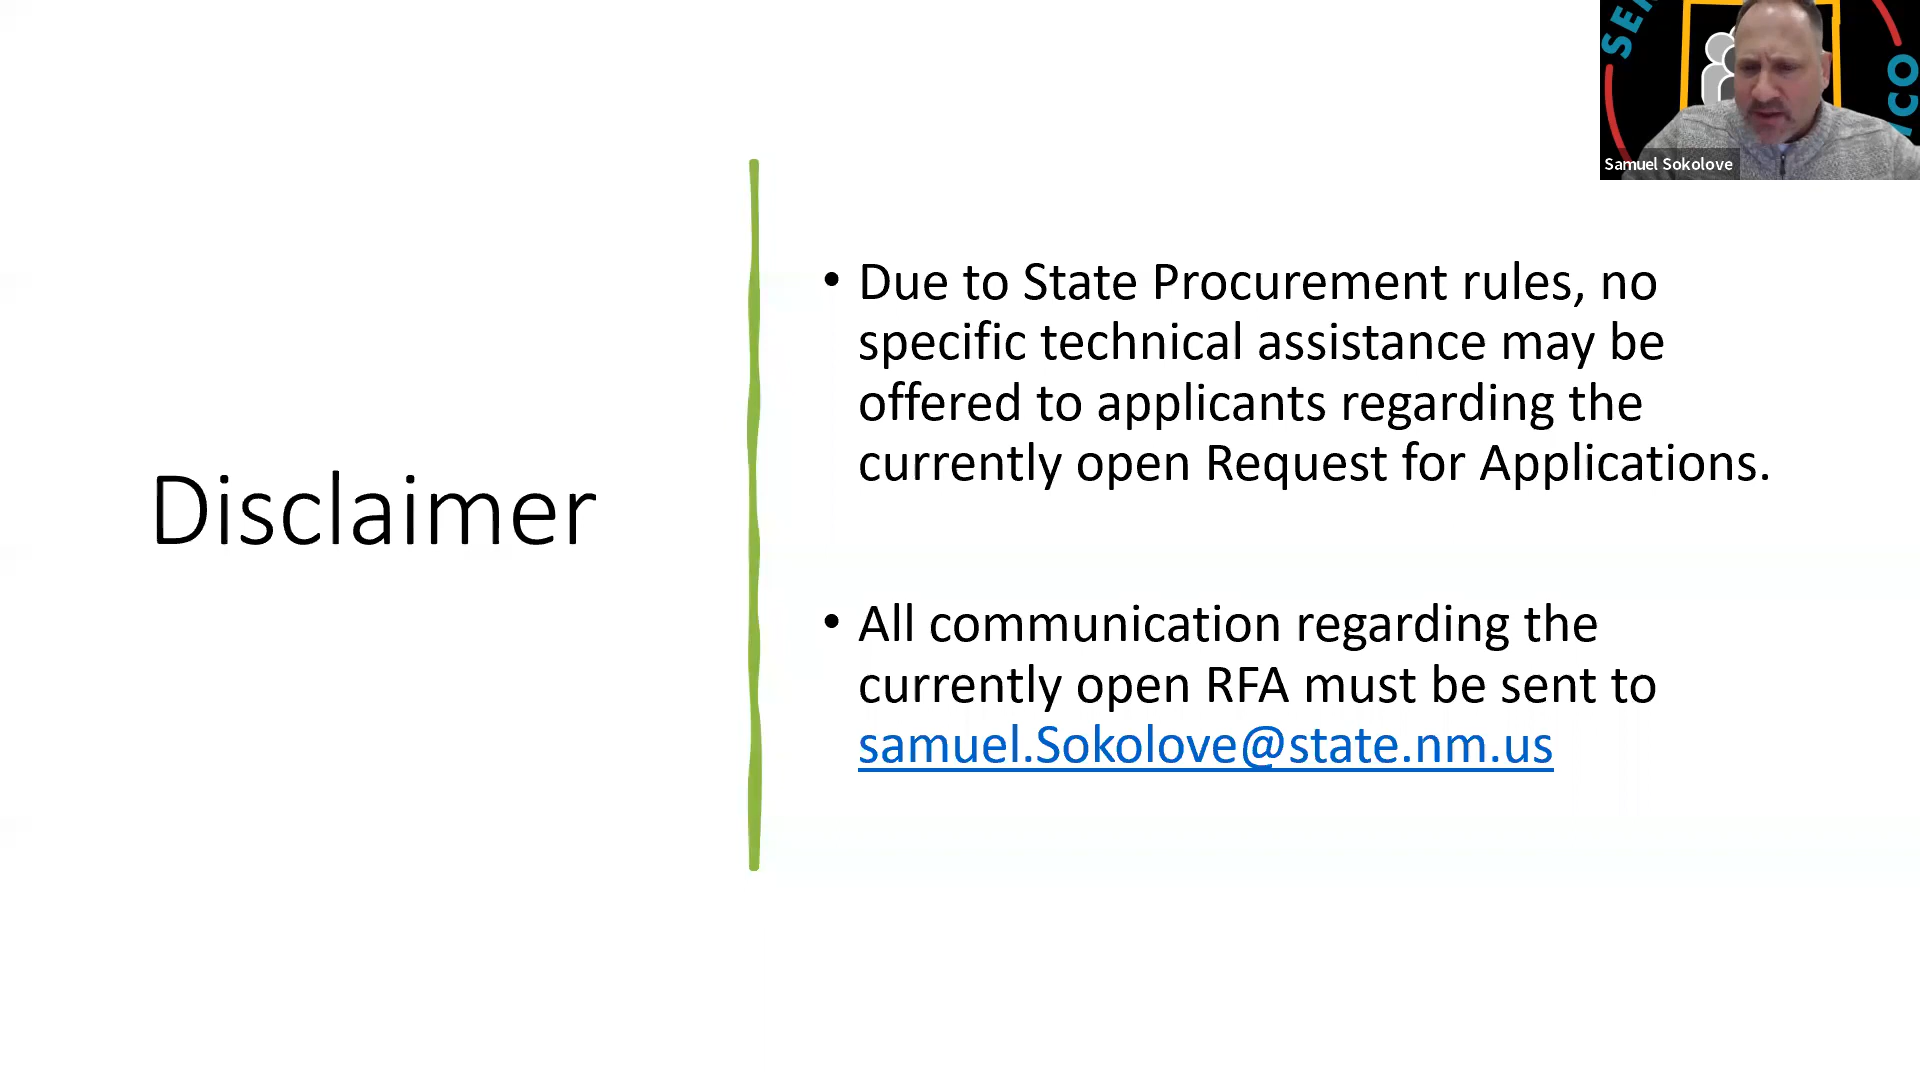 Samuel Sokolove
Disclaimer
• Due to State Procurement rules, no
specific technical assistance may be
offered to applicants regarding the
currently open Request for Applications.
• All communication regarding the
currently open RFA must be sent to
samuel.Sokolove@state.nm.us